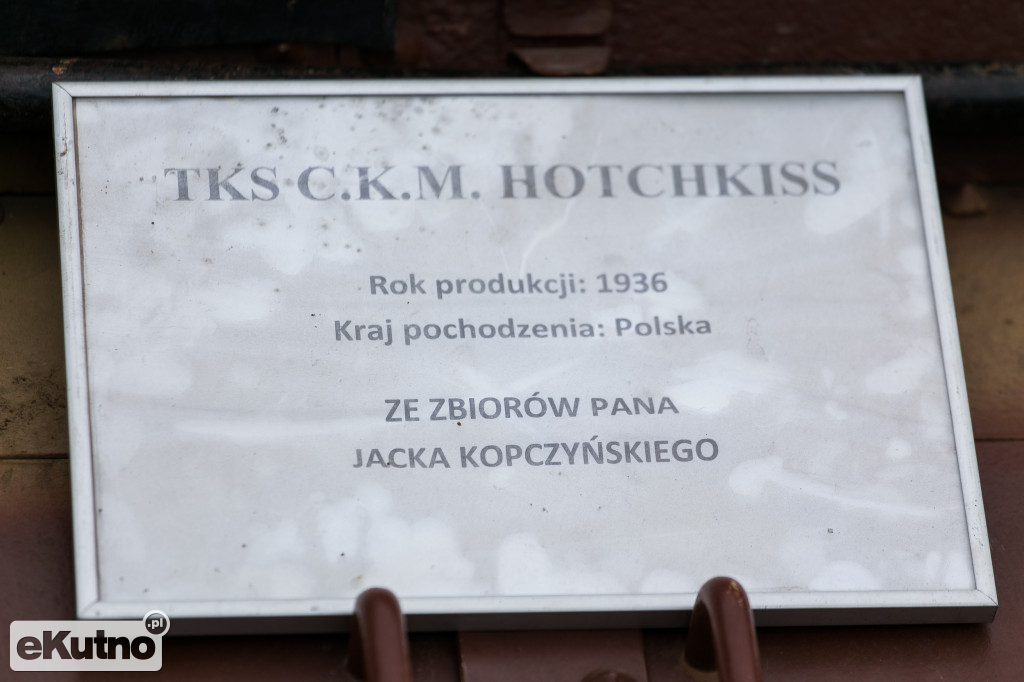 TKS C.K.M. HOTCHKISS
Rok produkcji: 1936
Kraj pochodzenia: Polska
ZE ZBIORÓW PANA
JACKA KOPCZYŃSKIEGO
eKutno.pl